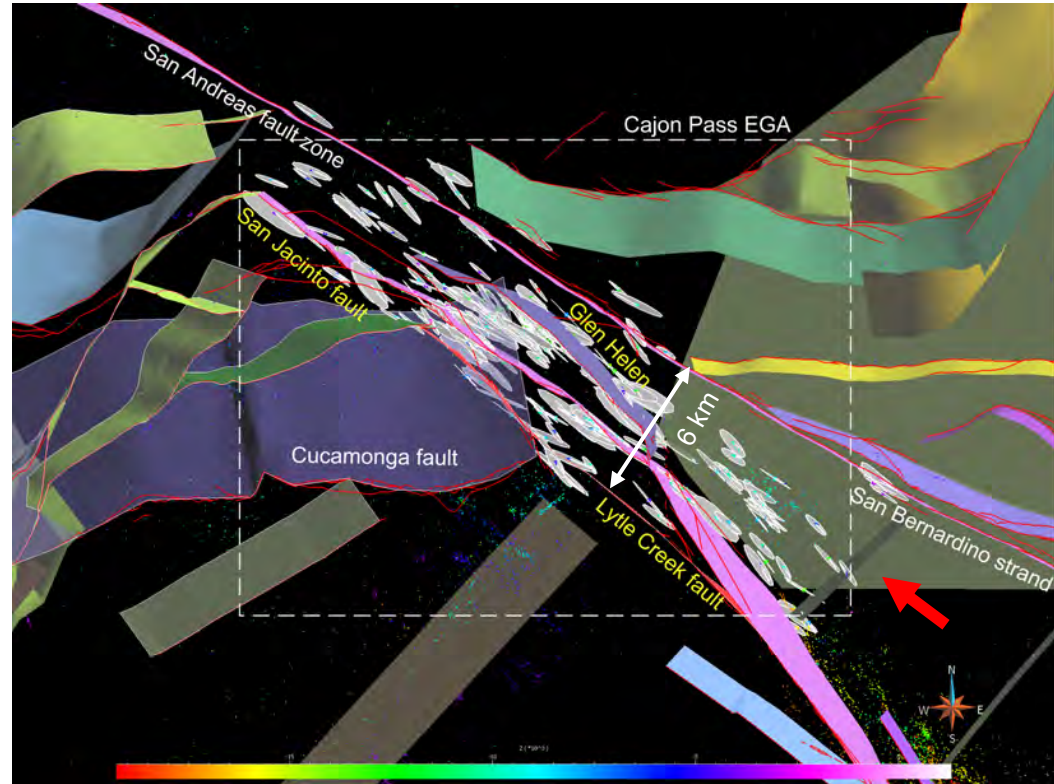 San Andreas fault zone
Cajon Pass EGA
San Jacinto fault
Glen Helen
6 km
Cucamonga fault
Lytle Creek fault
San Bernardino strand
N
W E
S